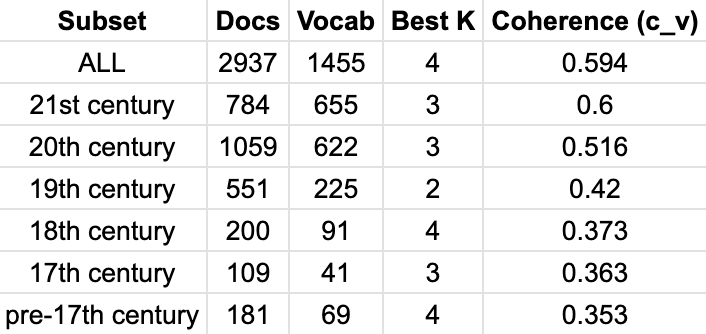 Subset Docs Vocab Best K Coherence (c_v)
ALL 2937 1455 4 0.594
21st century 784 655 3 0.6
20th century 1059 622 3 0.516
19th century 551 225 2 0.42
18th century 200 91 4 0.373
17th century 109 41 3 0.363
pre-17th century 181 69 4 0.353